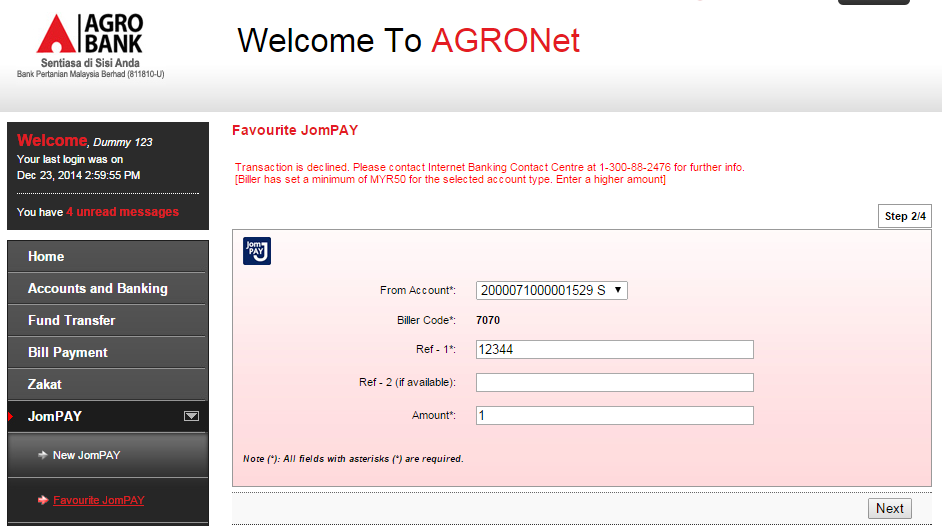 AGRO
BANK
Sentiasa di Sisi Anda
Bank Pertanian Malaysia Berhad (811810-U)
Welcome To AGRONet
Welcome, Dummy 123
Your last login was on
Dec 23, 2014 2:59:55 PM
You have 4 unread messages
Home
Accounts and Banking
Fund Transfer
Bill Payment
Zakat
JomPAY
New JomPAY
Favourite JomPAY
Favourite JomPAY
Transaction is declined. Please contact Internet Banking Contact Centre at 1-300-88-2476 for further info.
[Biller has set a minimum of MYR50 for the selected account type. Enter a higher amount]
Step 2/4
Jom
PAY
From Account*: 2000071000001529 S
Biller Code*: 7070
Ref - 1*: 12344
Ref - 2 (if available):
Amount*: 1
Note (*): All fields with asterisks (*) are required.
Next